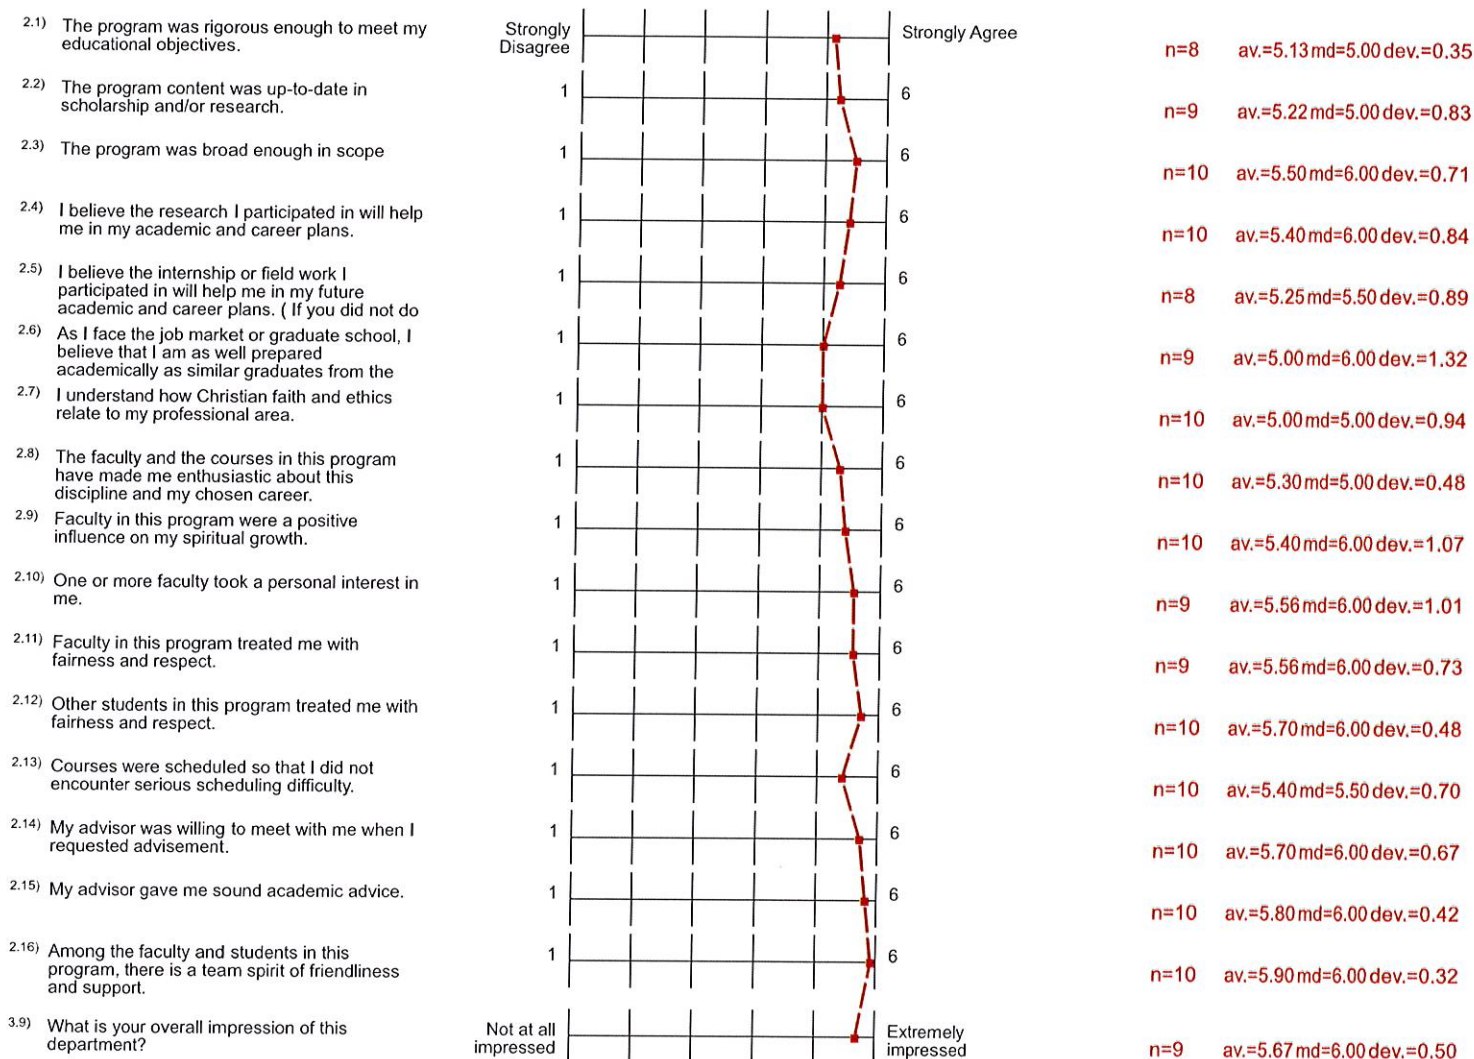 2.1) The program was rigorous enough to meet my
educational objectives.
Strongly
Disagree
Strongly Agree
n=8 av.=5.13 md=5.00 dev.=0.35
2.2) The program content was up-to-date in
scholarship and/or research.
1
6
n=9 av.=5.22 md=5.00 dev.=0.83
2.3) The program was broad enough in scope
1
6
n=10 av.=5.50 md=6.00 dev.=0.71
2.4) I believe the research I participated in will help
me in my academic and career plans.
1
6
n=10 av.=5.40 md=6.00 dev.=0.84
2.5) I believe the internship or field work I
participated in will help me in my future
academic and career plans. ( If you did not do
1
6
n=8 av.=5.25 md=5.50 dev.=0.89
2.6) As I face the job market or graduate school, I
believe that I am as well prepared
academically as similar graduates from the
1
6
n=9 av.=5.00 md=6.00 dev.=1.32
2.7) I understand how Christian faith and ethics
relate to my professional area.
1
6
n=10 av.=5.00 md=5.00 dev.=0.94
2.8) The faculty and the courses in this program
have made me enthusiastic about this
discipline and my chosen career.
1
6
n=10 av.=5.30 md=5.00 dev.=0.48
2.9) Faculty in this program were a positive
influence on my spiritual growth.
1
6
n=10 av.=5.40 md=6.00 dev.=1.07
2.10) One or more faculty took a personal interest in
me.
1
6
n=9 av.=5.56 md=6.00 dev.=1.01
2.11) Faculty in this program treated me with
fairness and respect.
1
6
n=9 av.=5.56 md=6.00 dev.=0.73
2.12) Other students in this program treated me with
fairness and respect.
1
6
n=10 av.=5.70 md=6.00 dev.=0.48
2.13) Courses were scheduled so that I did not
encounter serious scheduling difficulty.
1
6
n=10 av.=5.40 md=5.50 dev.=0.70
2.14) My advisor was willing to meet with me when I
requested advisement.
1
6
n=10 av.=5.70 md=6.00 dev.=0.67
2.15) My advisor gave me sound academic advice.
1
6
n=10 av.=5.80 md=6.00 dev.=0.42
2.16) Among the faculty and students in this
program, there is a team spirit of friendliness
and support.
1
6
n=10 av.=5.90 md=6.00 dev.=0.32
3.9) What is your overall impression of this
department?
Not at all
impressed
Extremely
impressed
n=9 av.=5.67 md=6.00 dev.=0.50